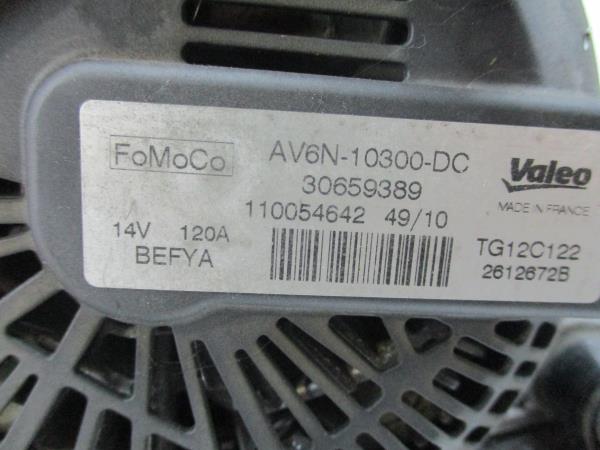 FoMoCo AV6N-10300-DC Valeo
30659389
MADE IN FRANCE
110054642 49/10
14V 120A
TG12C122
BEFYA
2612672B